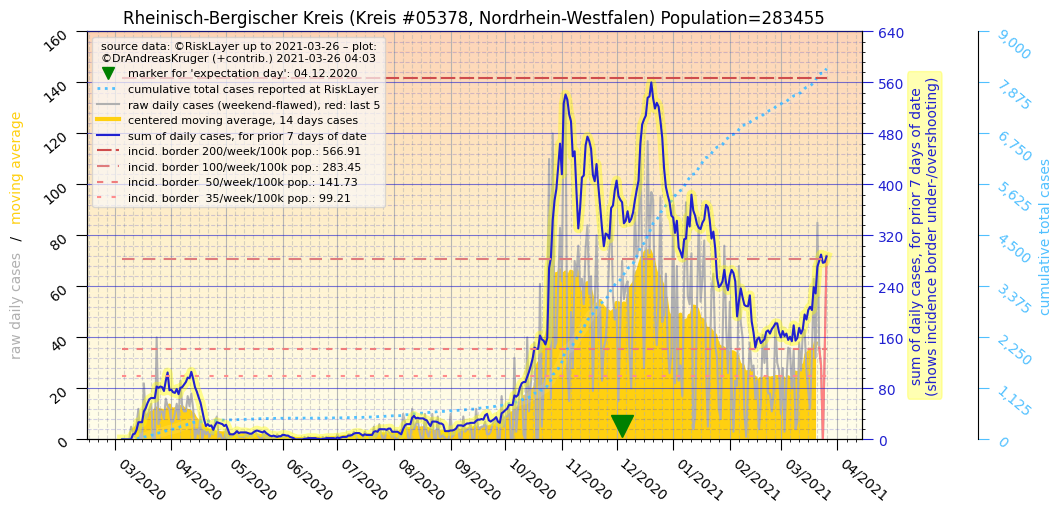 Rheinisch-Bergischer Kreis (Kreis #05378, Nordrhein-Westfalen) Population=283455
source data: ©RiskLayer up to 2021-03-26 – plot:
©DrAndreasKruger (+contrib.) 2021-03-26 04:03
marker for 'expectation day': 04.12.2020
cumulative total cases reported at RiskLayer
raw daily cases (weekend-flawed), red: last 5
centered moving average, 14 days cases
sum of daily cases, for prior 7 days of date
incid. border 200/week/100k pop.: 566.91
incid. border 100/week/100k pop.: 283.45
incid. border  50/week/100k pop.: 141.73
incid. border  35/week/100k pop.: 99.21
raw daily cases / moving average
160
140
120
100
80
60
40
20
0
640
560
480
400
320
240
160
80
0
sum of daily cases, for prior 7 days of date
(shows incidence border under-/overshooting)
9,000
7,875
6,750
5,625
4,500
3,375
2,250
1,125
0
cumulative total cases
03/2020
04/2020
05/2020
06/2020
07/2020
08/2020
09/2020
10/2020
11/2020
12/2020
01/2021
02/2021
03/2021
04/2021